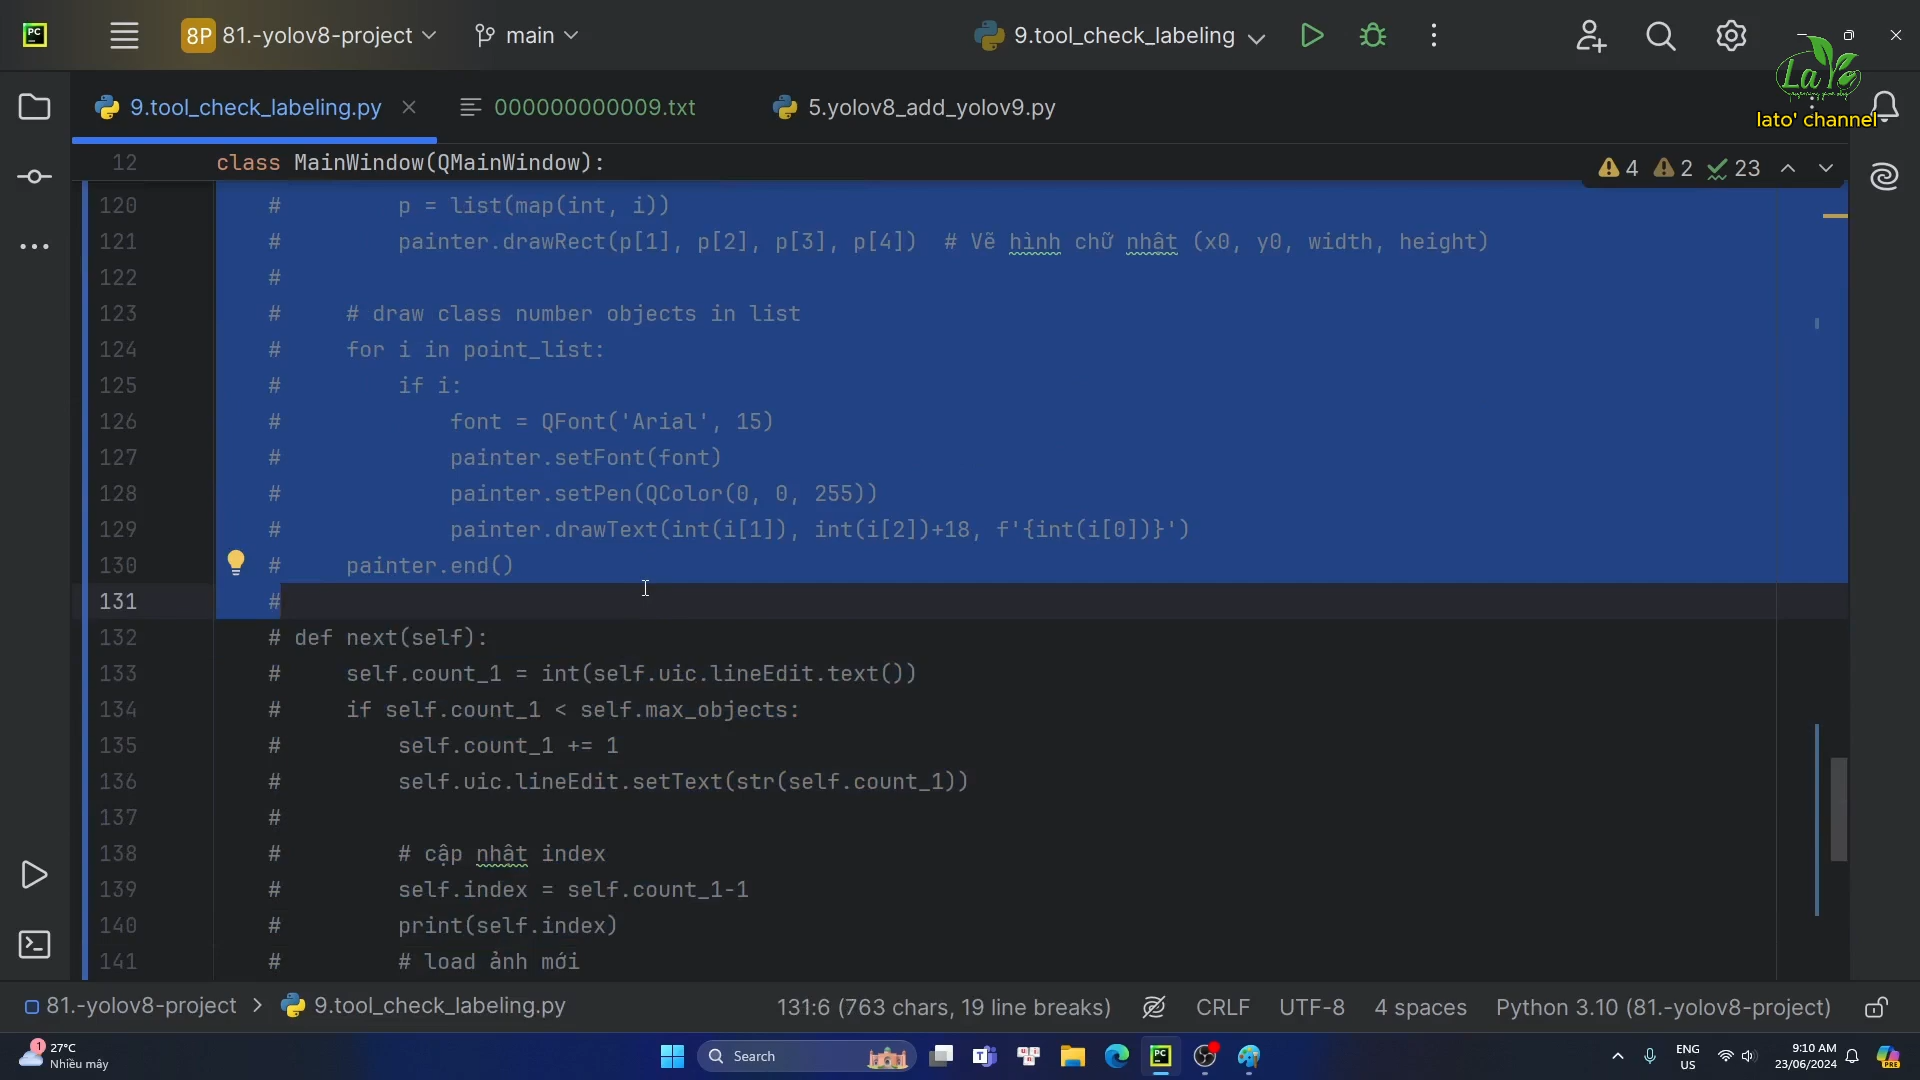 PC
8P 81.-yolov8-project
main
9.tool_check_labeling
LaTo
lato' channel
9.tool_check_labeling.py
000000000009.txt
5.yolov8_add_yolov9.py
12 class MainWindow(QMainWindow):
4 2 23
120 # p = list(map(int, i))
121 # painter.drawRect(p[1], p[2], p[3], p[4]) # Vẽ hình chữ nhật (x0, y0, width, height)
122 #
123 # # draw class number objects in list
124 # for i in point_list:
125 # if i:
126 # font = QFont('Arial', 15)
127 # painter.setFont(font)
128 # painter.setPen(QColor(0, 0, 255))
129 # painter.drawText(int(i[1]), int(i[2])+18, f'{int(i[0])}')
130 # painter.end()
131 #
132 # def next(self):
133 # self.count_1 = int(self.uic.lineEdit.text())
134 # if self.count_1 < self.max_objects:
135 # self.count_1 += 1
136 # self.uic.lineEdit.setText(str(self.count_1))
137 #
138 # # cập nhật index
139 # self.index = self.count_1-1
140 # print(self.index)
141 # # load ảnh mới
81.-yolov8-project > 9.tool_check_labeling.py
131:6 (763 chars, 19 line breaks)
CRLF
UTF-8
4 spaces
Python 3.10 (81.-yolov8-project)
1
27°C
Nhiều mây
Search
PC
ENG
US
9:10 AM
23/06/2024
PRE